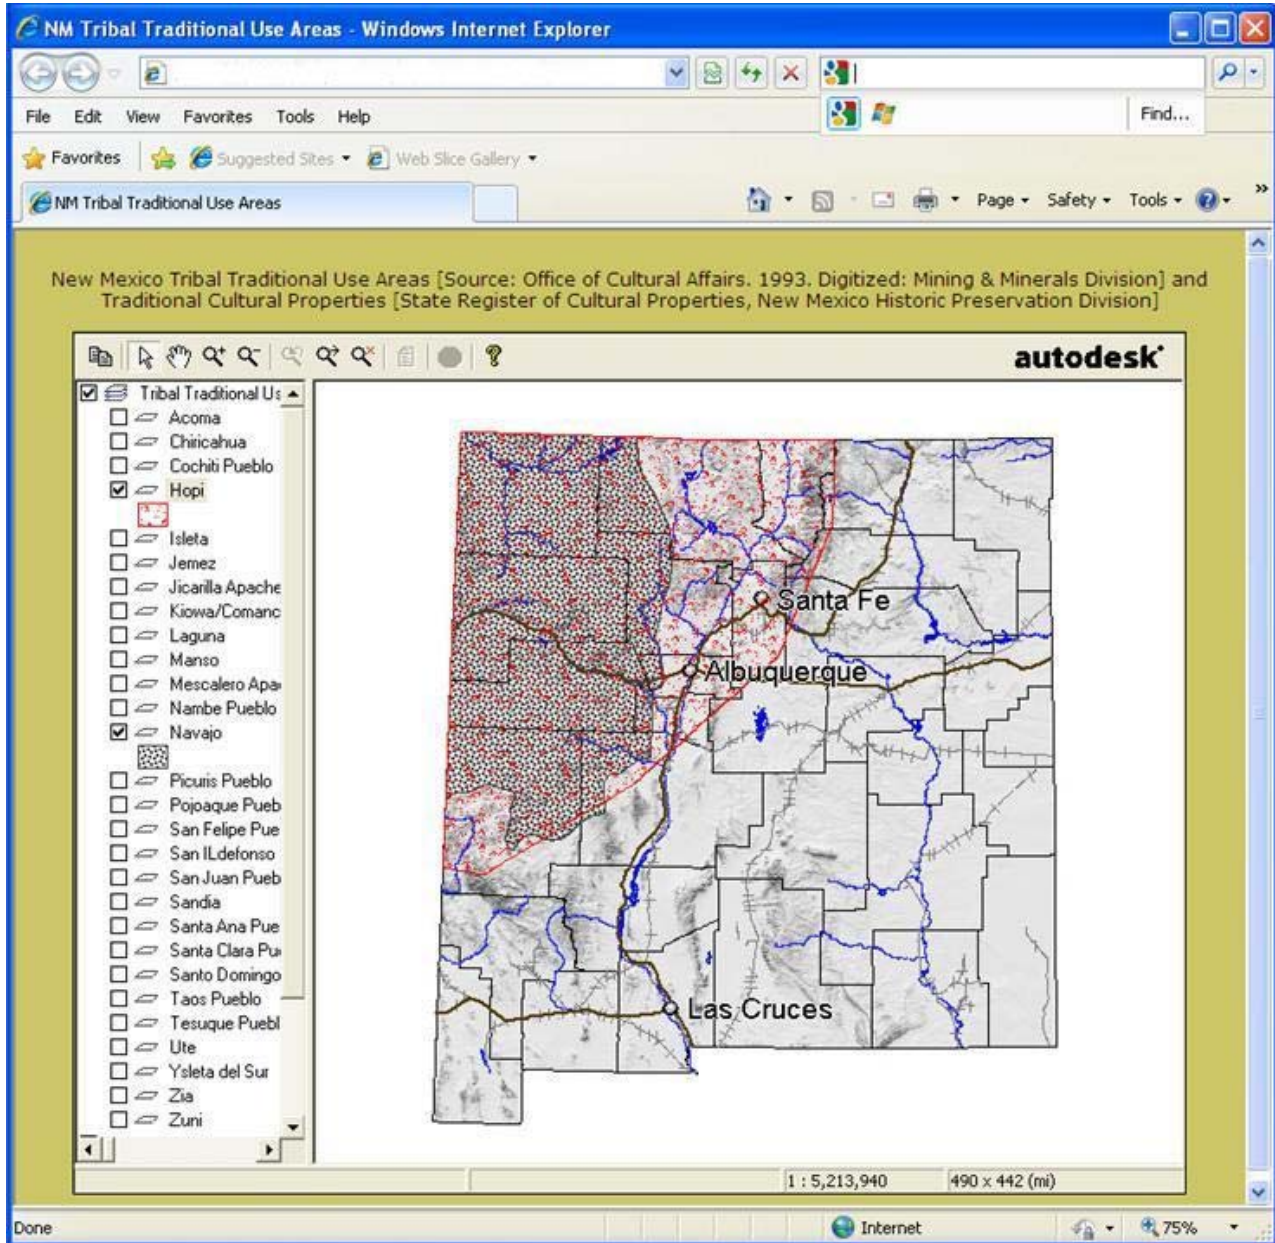 NM Tribal Traditional Use Areas - Windows Internet Explorer
File Edit View Favorites Tools Help
Find...
Favorites Suggested Sites Web Slice Gallery
NM Tribal Traditional Use Areas
Page Safety Tools »
New Mexico Tribal Traditional Use Areas [Source: Office of Cultural Affairs. 1993. Digitized: Mining & Minerals Division] and
Traditional Cultural Properties [State Register of Cultural Properties, New Mexico Historic Preservation Division]
autodesk
Tribal Traditional Us
Acoma
Chiricahua
Cochiti Pueblo
Hopi
Isleta
Jemez
Jicarilla Apache
Kiowa/Comanc
Laguna
Manso
Mescalero Apa
Nambe Pueblo
Navajo
Picuris Pueblo
Pojoaque Pueb
San Felipe Pue
San ILdefonso
San Juan Pueb
Sandia
Santa Ana Pue
Santa Clara Pu
Santo Domingo
Taos Pueblo
Tesuque Puebl
Ute
Ysleta del Sur
Zia
Zuni
Santa Fe
Albuquerque
Las Cruces
1 : 5,213,940 490 x 442 (mi)
Done Internet 75%